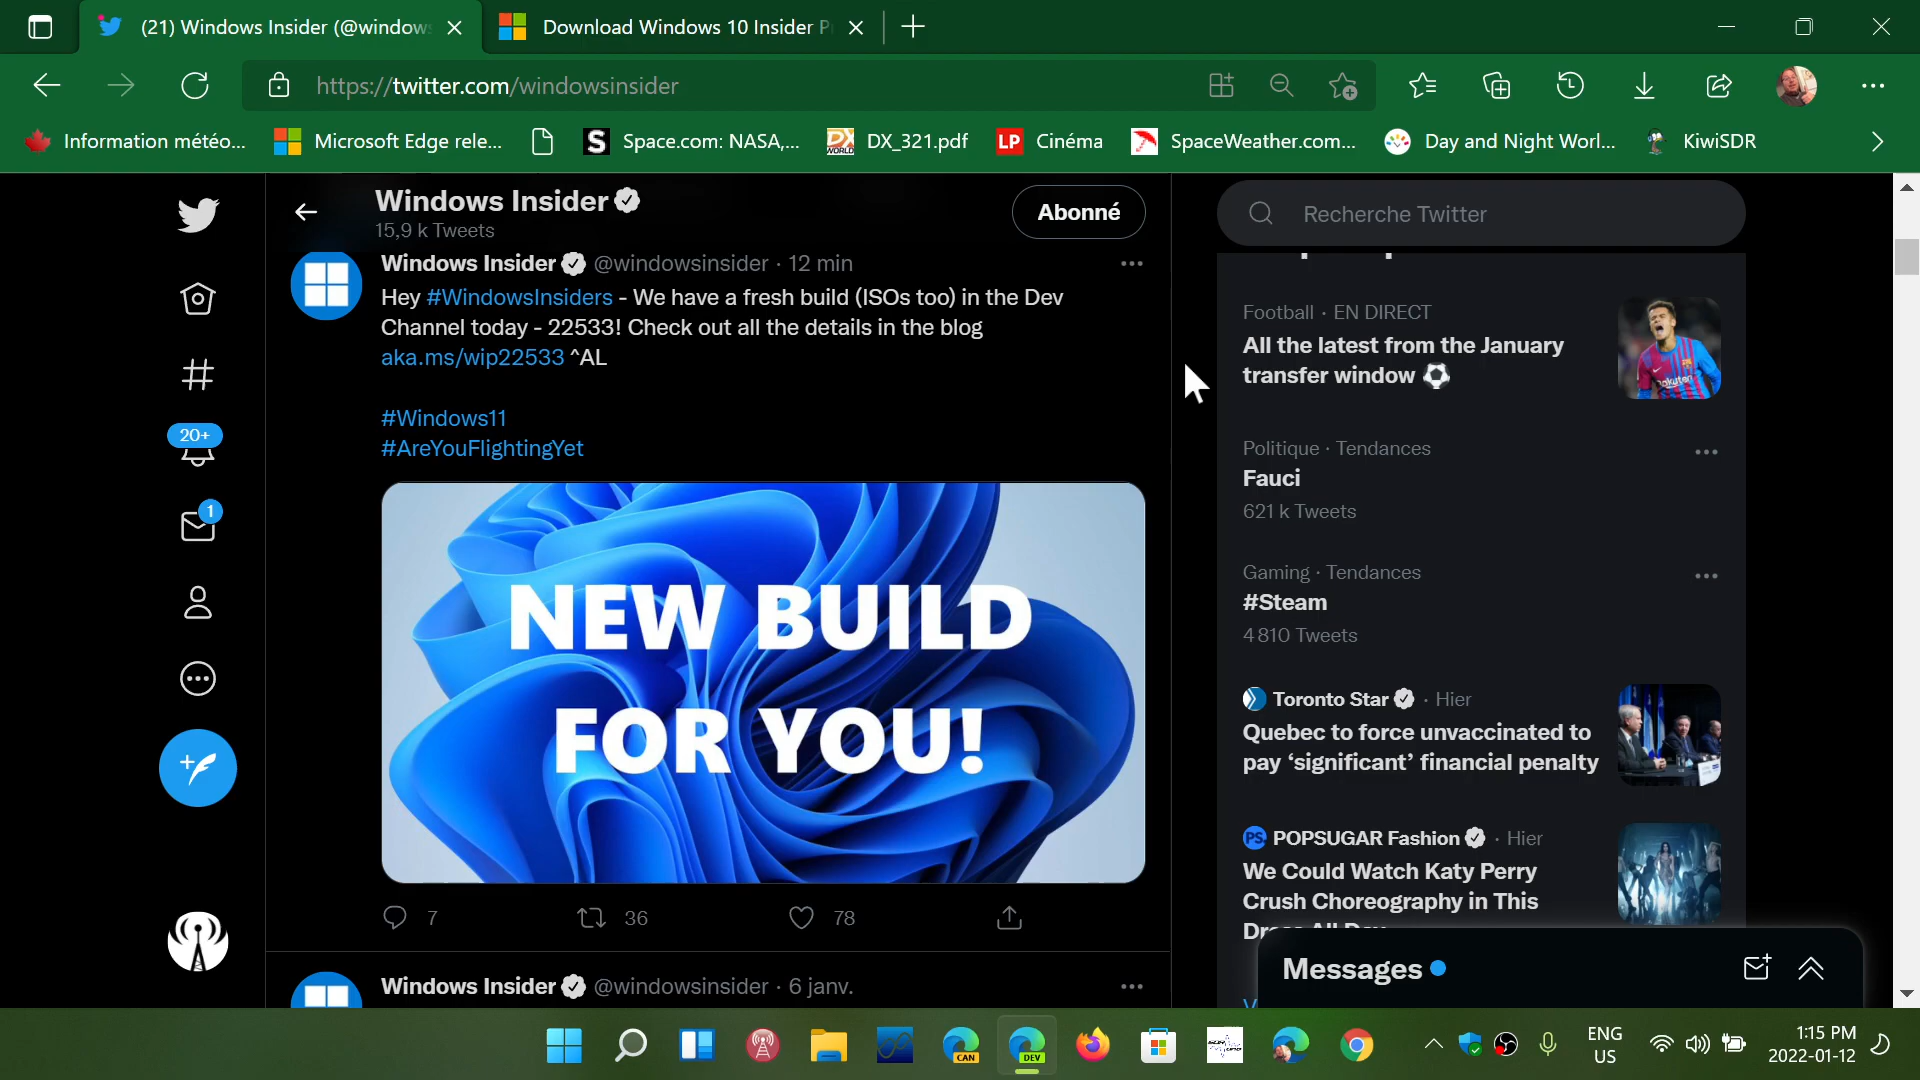 (21) Windows Insider (@window
Download Windows 10 Insider P
https://twitter.com/windowsinsider
Information météo...
Microsoft Edge rele...
Space.com: NASA,...
DX WORLD
DX_321.pdf
LP
Cinéma
SpaceWeather.com...
Day and Night Worl...
KiwiSDR
Windows Insider
15,9 k Tweets
Abonné
Recherche Twitter
Windows Insider @windowsinsider · 12 min
Hey #WindowsInsiders - We have a fresh build (ISOs too) in the Dev
Channel today - 22533! Check out all the details in the blog
aka.ms/wip22533 ^AL
#Windows11
#AreYouFlightingYet
NEW BUILD
FOR YOU!
7
36
78
Windows Insider @windowsinsider · 6 janv.
20+
1
Football · EN DIRECT
All the latest from the January
transfer window ⚽
Politique · Tendances
Fauci
621 k Tweets
Gaming · Tendances
#Steam
4 810 Tweets
Toronto Star · Hier
Quebec to force unvaccinated to
pay ‘significant’ financial penalty
PS POPSUGAR Fashion · Hier
We Could Watch Katy Perry
Crush Choreography in This
Messages
CAN
DEV
ENG
US
1:15 PM
2022-01-12